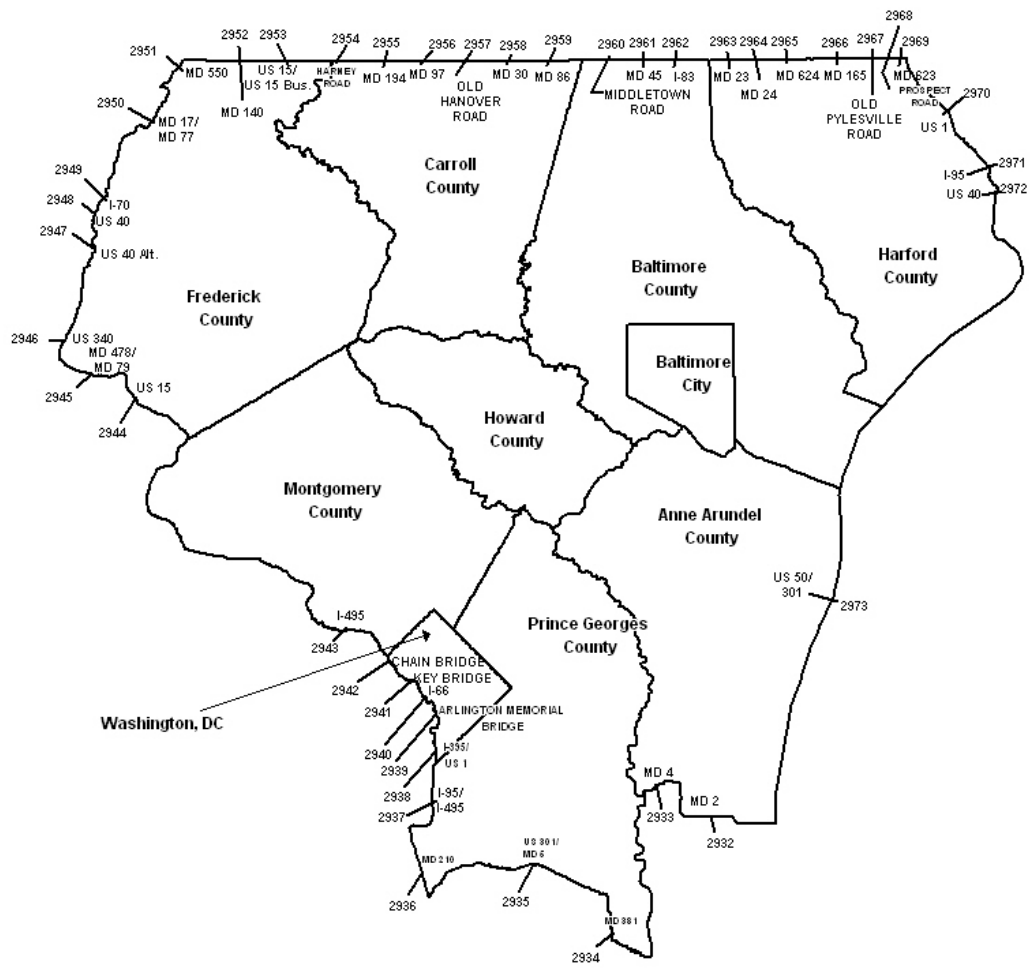 2968
2952 2953 2954 2955 2956 2957 2958 2959 2960 2961 2962 2963 2964 2965 2966 2967 2969
2951
MD 550
US 15/
US 15 Bus.
HARNEY
ROAD
MD 194
MD 97
OLD
HANOVER
ROAD
MD 30
MD 86
MIDDLETOWN
ROAD
MD 45
I-83
MD 23
MD 24
MD 624
MD 165
OLD
PYLESVILLE
ROAD
MD 623
PROSPECT
ROAD
MD 140
2950
MD 17/
MD 77
2970
US 1
2949
I-70
2948
US 40
2947
US 40 Alt.
Carroll
County
I-95
2971
US 40
2972
Frederick
County
Baltimore
County
Harford
County
2946
US 340
MD 478/
MD 79
2945
US 15
2944
Baltimore
City
Howard
County
Montgomery
County
Anne Arundel
County
US 50/
301
2973
I-495
2943
Prince Georges
County
CHAIN BRIDGE
2942
KEY BRIDGE
2941
I-66
Washington, DC
ARLINGTON MEMORIAL
BRIDGE
2940
2939
I-395/
US 1
2938
I-95/
I-495
2937
MD 4
2933
MD 2
2932
MD 210
2936
US 301/
MD 5
2935
MD 381
2934